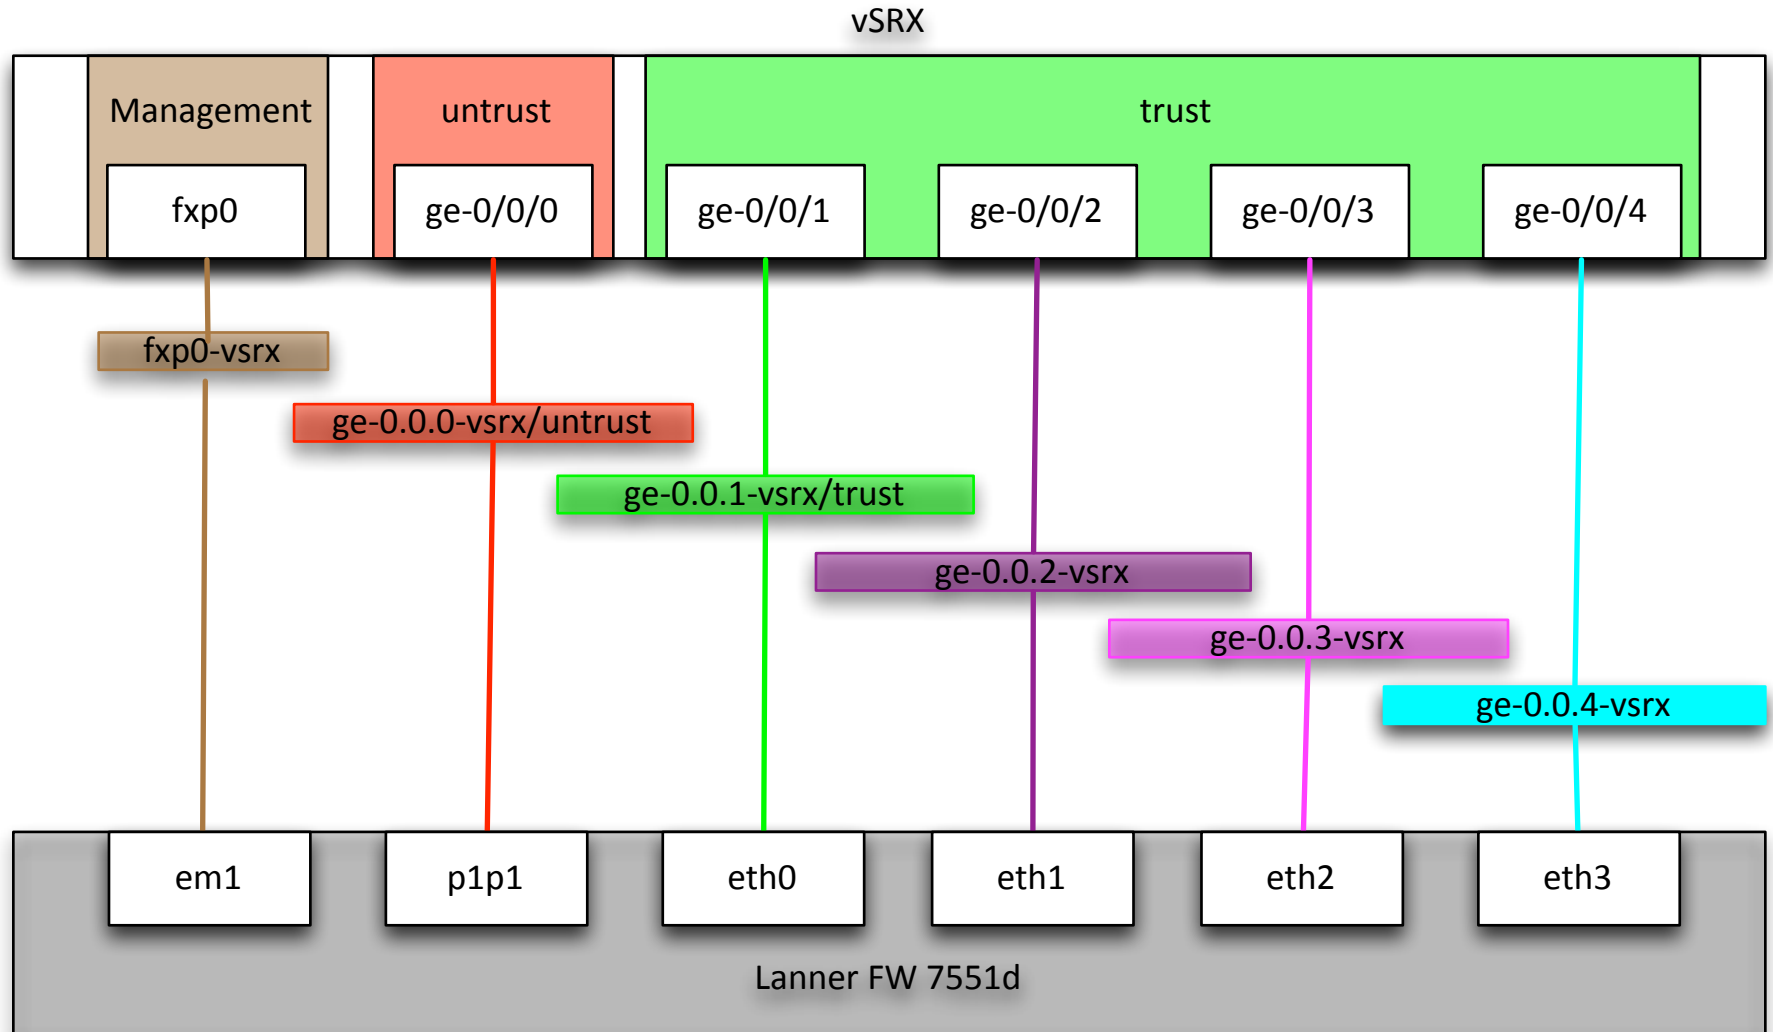 vSRX
Management
untrust
trust
fxp0
ge-0/0/0
ge-0/0/1
ge-0/0/2
ge-0/0/3
ge-0/0/4
fxp0-vsrx
ge-0.0.0-vsrx/untrust
ge-0.0.1-vsrx/trust
ge-0.0.2-vsrx
ge-0.0.3-vsrx
ge-0.0.4-vsrx
em1
p1p1
eth0
eth1
eth2
eth3
Lanner FW 7551d